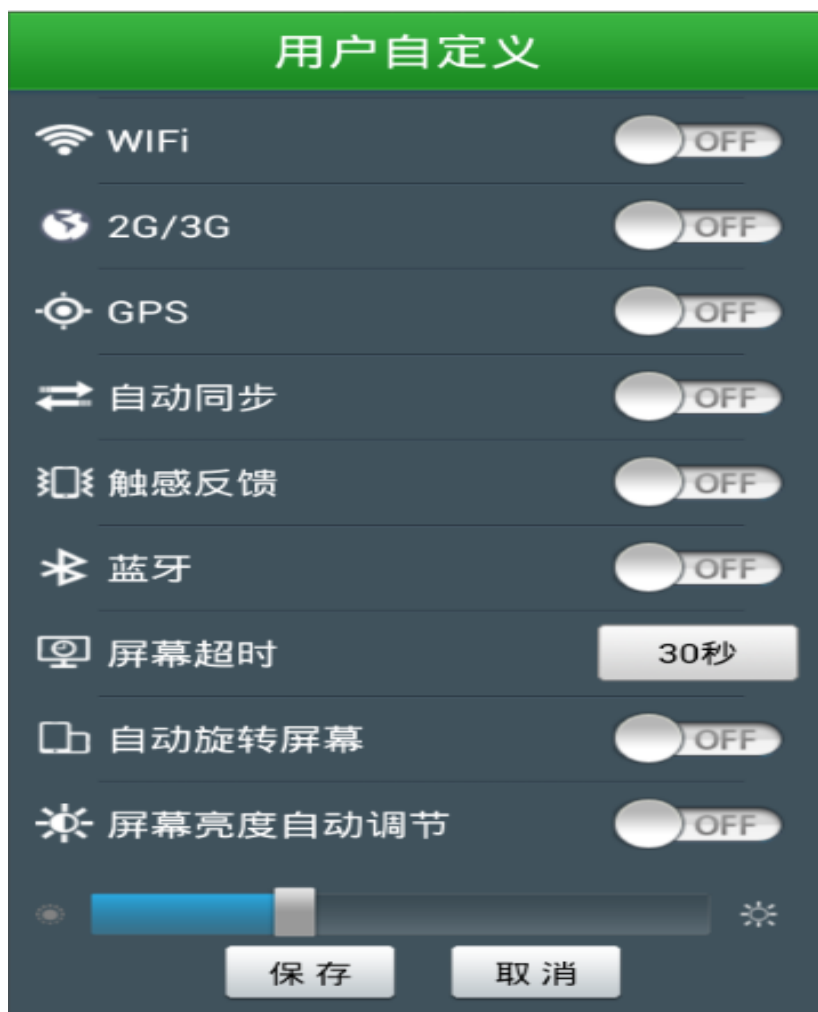 用户自定义
WIFi OFF
2G/3G OFF
GPS OFF
自动同步 OFF
触感反馈 OFF
蓝牙 OFF
屏幕超时 30秒
自动旋转屏幕 OFF
屏幕亮度自动调节 OFF
保存 取消